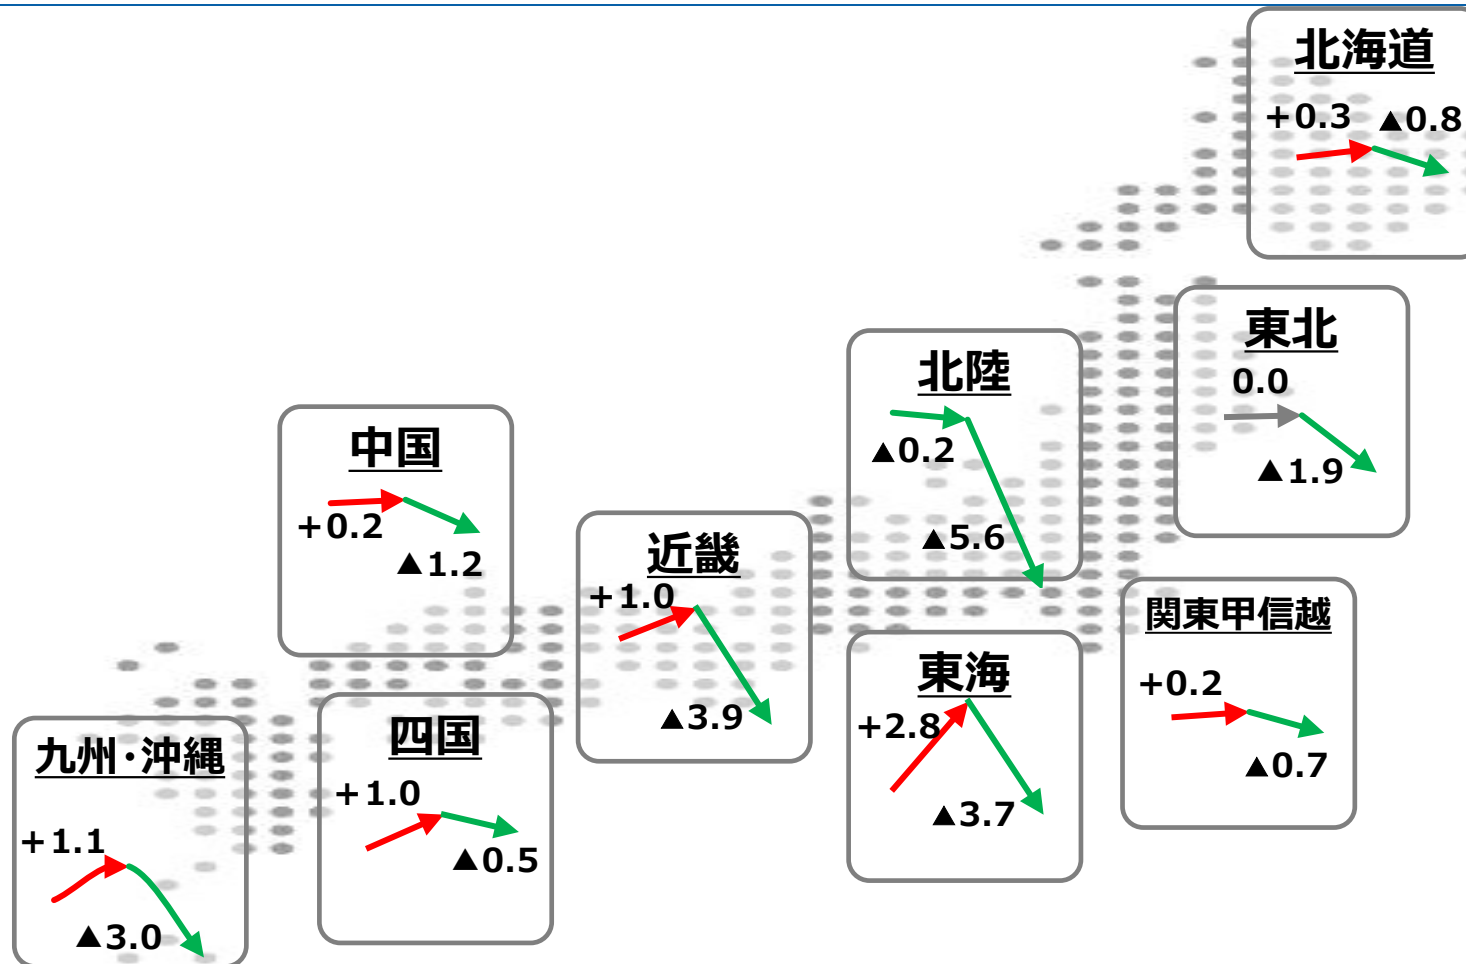 北海道
+0.3 ▲0.8
東北
0.0
▲1.9
北陸
▲0.2
▲5.6
中国
+0.2
▲1.2
近畿
+1.0
▲3.9
関東甲信越
+0.2
▲0.7
東海
+2.8
▲3.7
四国
+1.0
▲0.5
九州・沖縄
+1.1
▲3.0